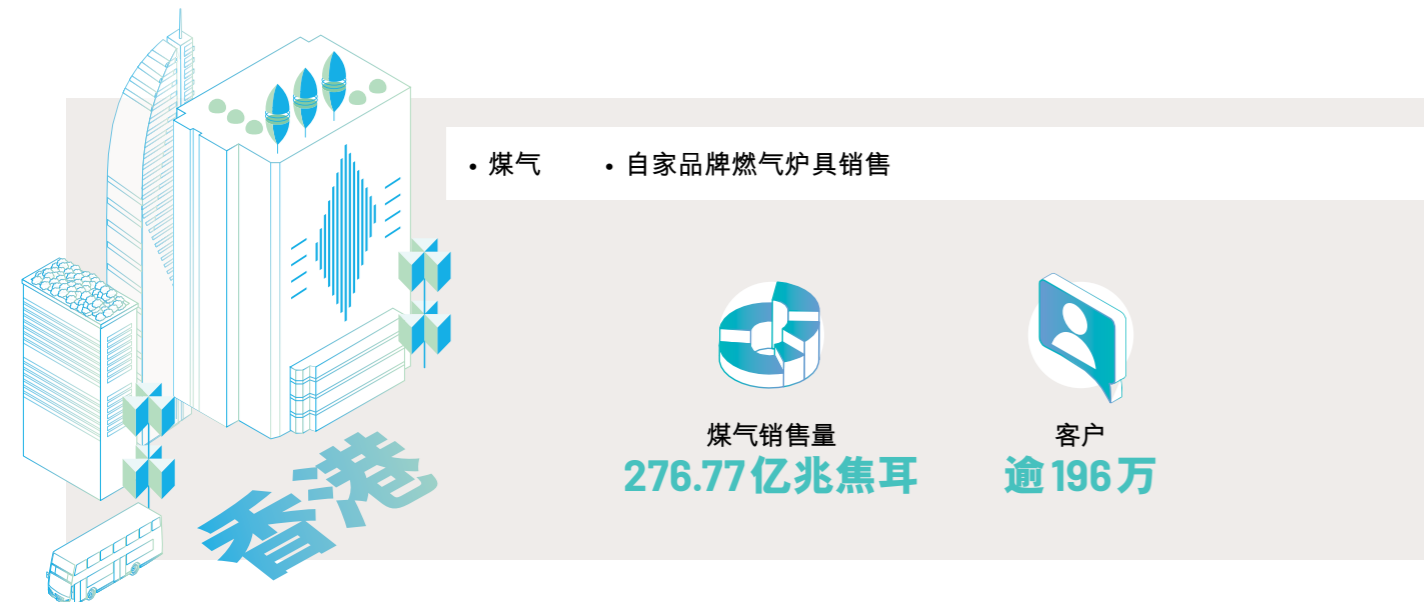 • 煤气 • 自家品牌燃气炉具销售
煤气销售量
276.77亿兆焦耳
客户
逾196万
香港